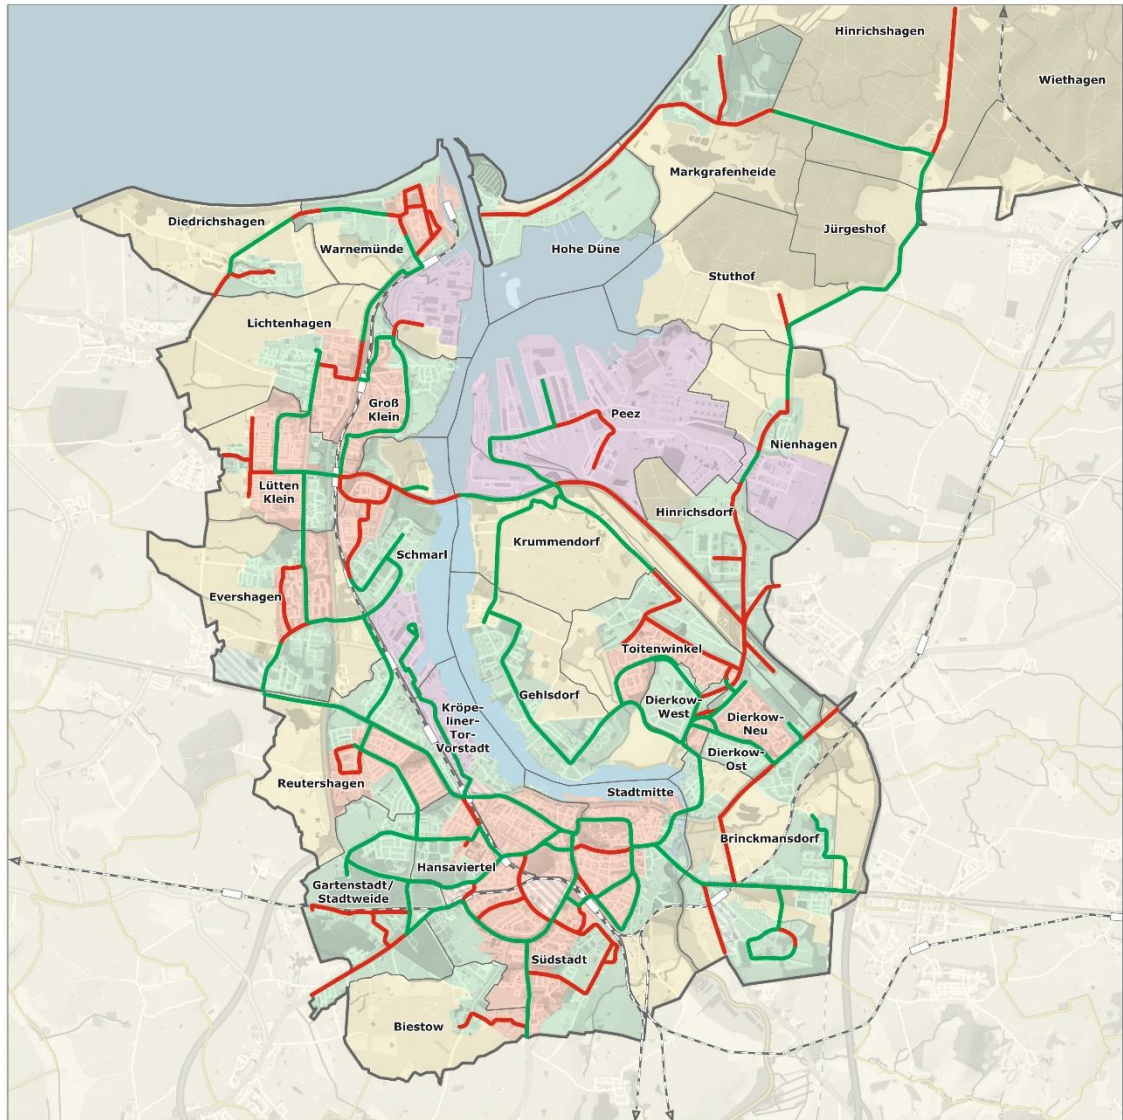 Hinrichshagen
Wiethagen
Markgrafenheide
Diedrichshagen
Jürgeshof
Warnemünde
Hohe Düne
Stuthof
Lichtenhagen
Groß
Klein
Peez
Nienhagen
Lütten
Klein
Hinrichsdorf
Krummendorf
Schmarl
Evershagen
Toitenwinkel
Gehlsdorf
Dierkow-
West
Kröpe-
liner-
Tor-
Vorstadt
Dierkow-
Neu
Dierkow-
Ost
Reutershagen
Stadtmitte
Brinckmansdorf
Hansaviertel
Gartenstadt/
Stadtweide
Südstadt
Biestow